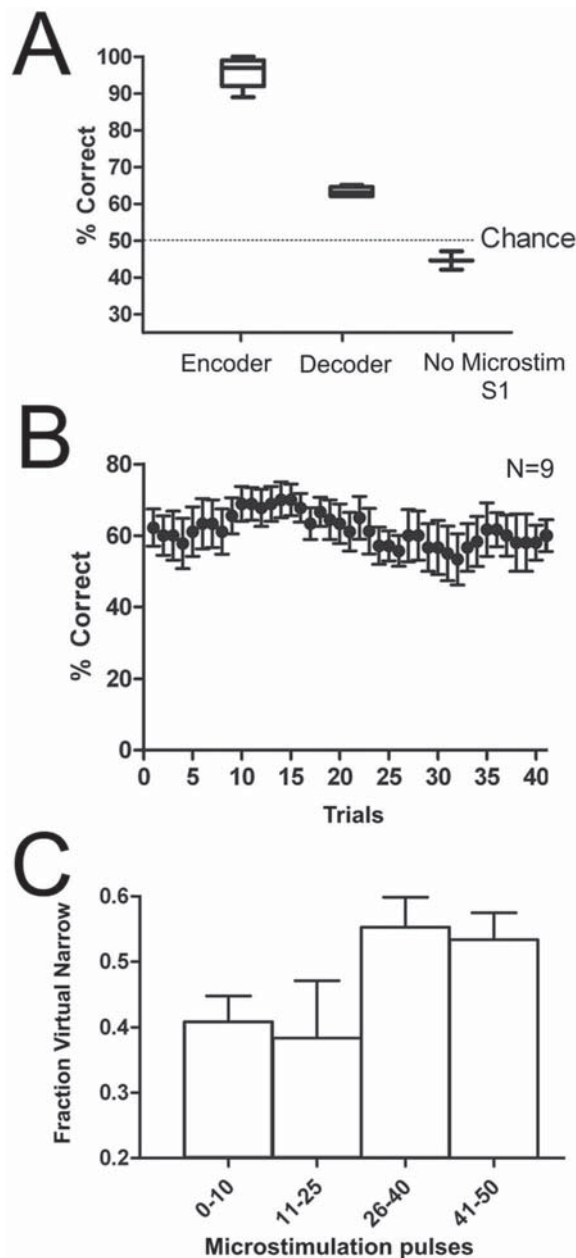 A
100
90
80
70
60
50
40
30
% Correct
Chance
Encoder
Decoder
No Microstim
S1
B
N=9
80
60
40
20
0
% Correct
0 5 10 15 20 25 30 35 40
Trials
C
0.6
0.5
0.4
0.3
0.2
Fraction Virtual Narrow
0-10 11-25 26-40 41-50
Microstimulation pulses